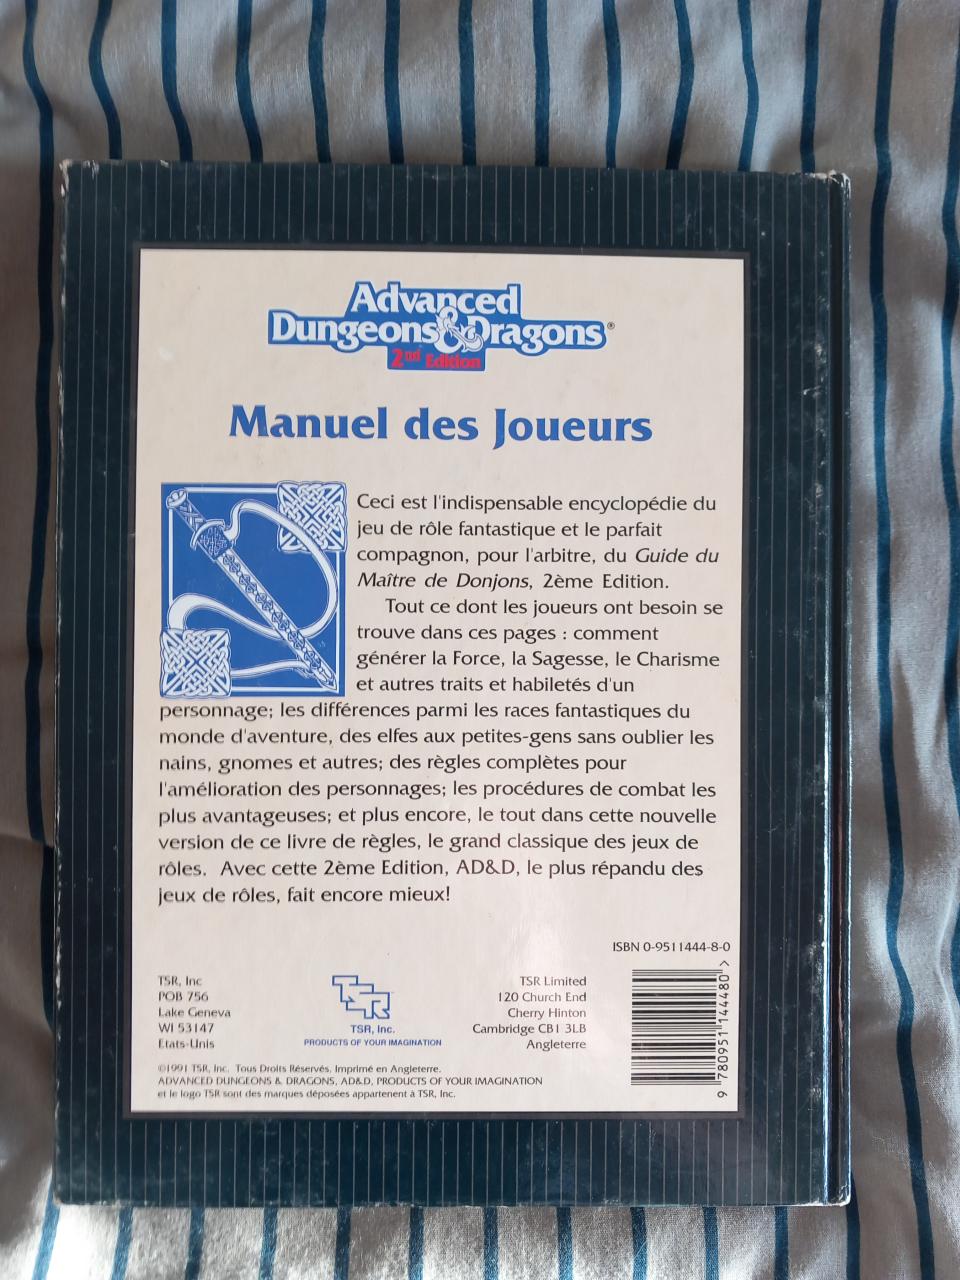 Advanced
Dungeons & Dragons®
2nd Edition
Manuel des Joueurs
Ceci est l'indispensable encyclopédie du
jeu de rôle fantastique et le parfait
compagnon, pour l'arbitre, du Guide du
Maître de Donjons, 2ème Edition.
Tout ce dont les joueurs ont besoin se
trouve dans ces pages : comment
générer la Force, la Sagesse, le Charisme
et autres traits et habiletés d'un
personnage; les différences parmi les races fantastiques du
monde d'aventure, des elfes aux petites-gens sans oublier les
nains, gnomes et autres; des règles complètes pour
l'amélioration des personnages; les procédures de combat les
plus avantageuses; et plus encore, le tout dans cette nouvelle
version de ce livre de règles, le grand classique des jeux de
rôles. Avec cette 2ème Edition, AD&D, le plus répandu des
jeux de rôles, fait encore mieux!
ISBN 0-9511444-8-0
TSR, Inc
POB 756
Lake Geneva
WI 53147
Etats-Unis
TSR
TSR, Inc.
PRODUCTS OF YOUR IMAGINATION
TSR Limited
120 Church End
Cherry Hinton
Cambridge CB1 3LB
Angleterre
9 780951 144480 >
©1991 TSR, Inc. Tous Droits Réservés. Imprimé en Angleterre.
ADVANCED DUNGEONS & DRAGONS, AD&D, PRODUCTS OF YOUR IMAGINATION
et le logo TSR sont des marques déposées appartenent à TSR, Inc.